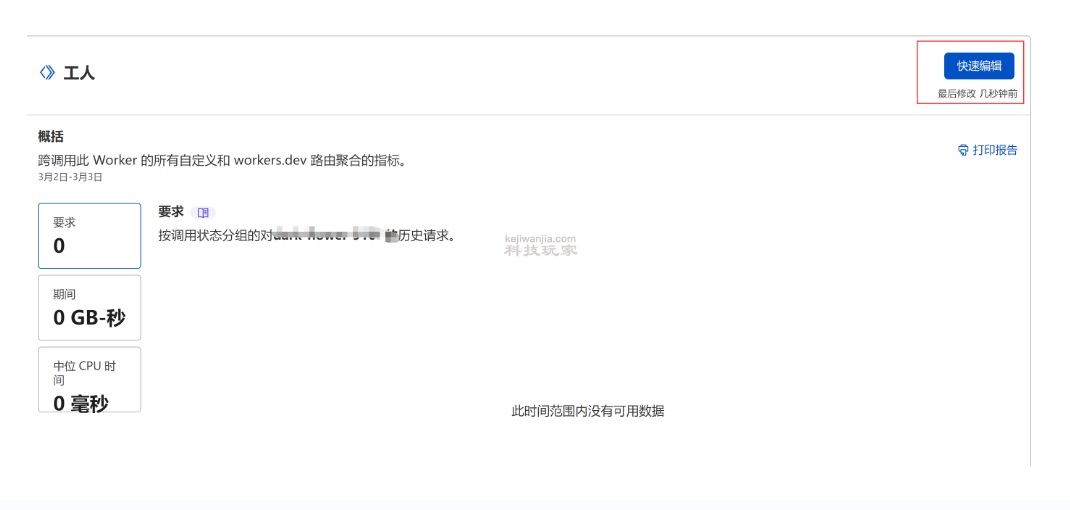 工人
快速编辑
最后修改 几秒钟前
概括
跨调用此 Worker 的所有自定义和 workers.dev 路由聚合的指标。
3月2日-3月3日
打印报告
要求
0
要求
按调用状态分组的对 历史请求。
kejiwanjia.com
科技玩家
期间
0 GB-秒
中位 CPU 时
间
0 毫秒
此时间范围内没有可用数据